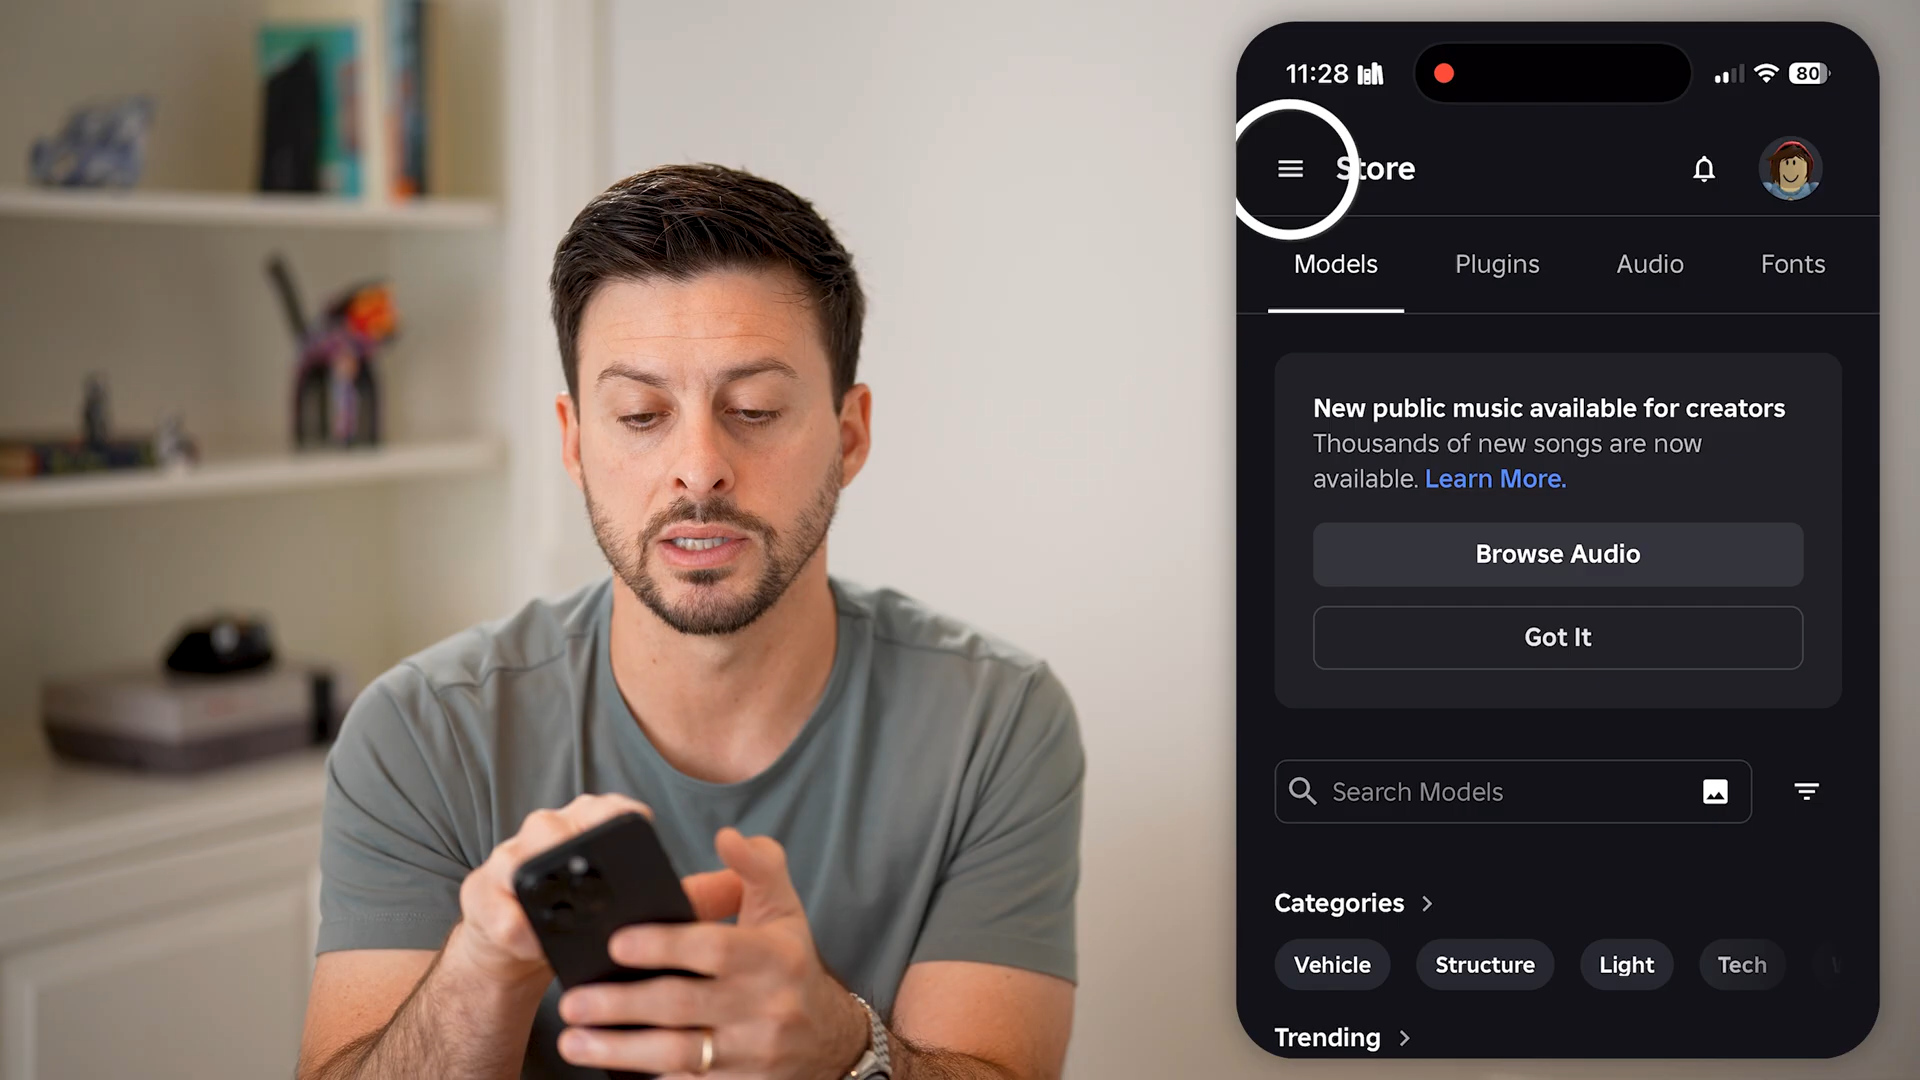 11:28
80
Store
Models Plugins Audio Fonts
New public music available for creators
Thousands of new songs are now
available. Learn More.
Browse Audio
Got It
Search Models
Categories
Vehicle Structure Light Tech
Trending